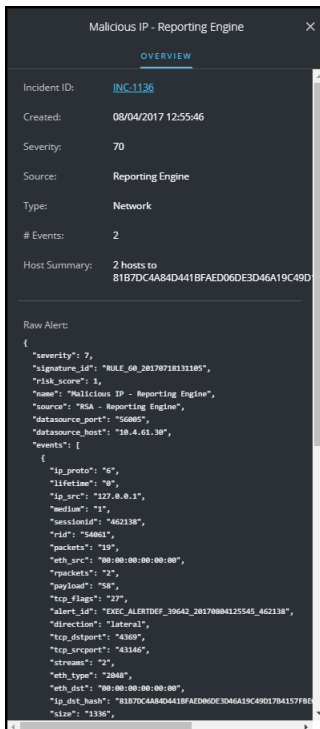 Malicious IP - Reporting Engine
OVERVIEW
Incident ID: INC-1136
Created: 08/04/2017 12:55:46
Severity: 70
Source: Reporting Engine
Type: Network
# Events: 2
Host Summary: 2 hosts to
81B7DC4A84D441BFAED06DE3D46A19C49D1
Raw Alert:
{
"severity": 7,
"signature_id": "RULE_60_20170718131105",
"risk_score": 1,
"name": "Malicious IP - Reporting Engine",
"source": "RSA - Reporting Engine",
"datasource_port": "56005",
"datasource_host": "10.4.61.30",
"events": [
{
"ip_proto": "6",
"lifetime": "0",
"ip_src": "127.0.0.1",
"medium": "1",
"sessionid": "462138",
"rid": "54061",
"packets": "19",
"eth_src": "00:00:00:00:00:00",
"rpackets": "2",
"payload": "58",
"tcp_flags": "27",
"alert_id": "EXEC_ALERTDEF_39642_20170804125545_462138",
"direction": "lateral",
"tcp_dstport": "4369",
"tcp_srcport": "43146",
"streams": "2",
"eth_type": "2048",
"eth_dst": "00:00:00:00:00:00",
"ip_dst_hash": "81B7DC4A84D441BFAED06DE3D46A19C49D17B4157FBE
"size": "1336",